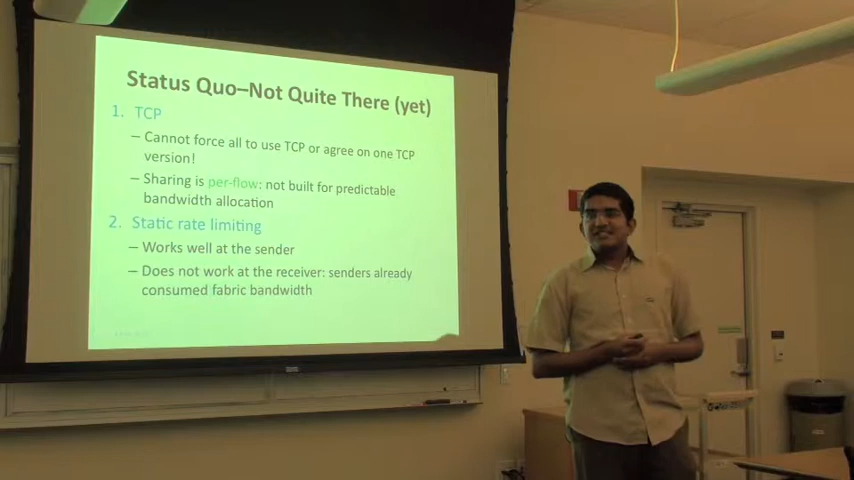 Status Quo–Not Quite There (yet)
1. TCP
– Cannot force all to use TCP or agree on one TCP
version!
– Sharing is per-flow: not built for predictable
bandwidth allocation
2. Static rate limiting
– Works well at the sender
– Does not work at the receiver: senders already
consumed fabric bandwidth